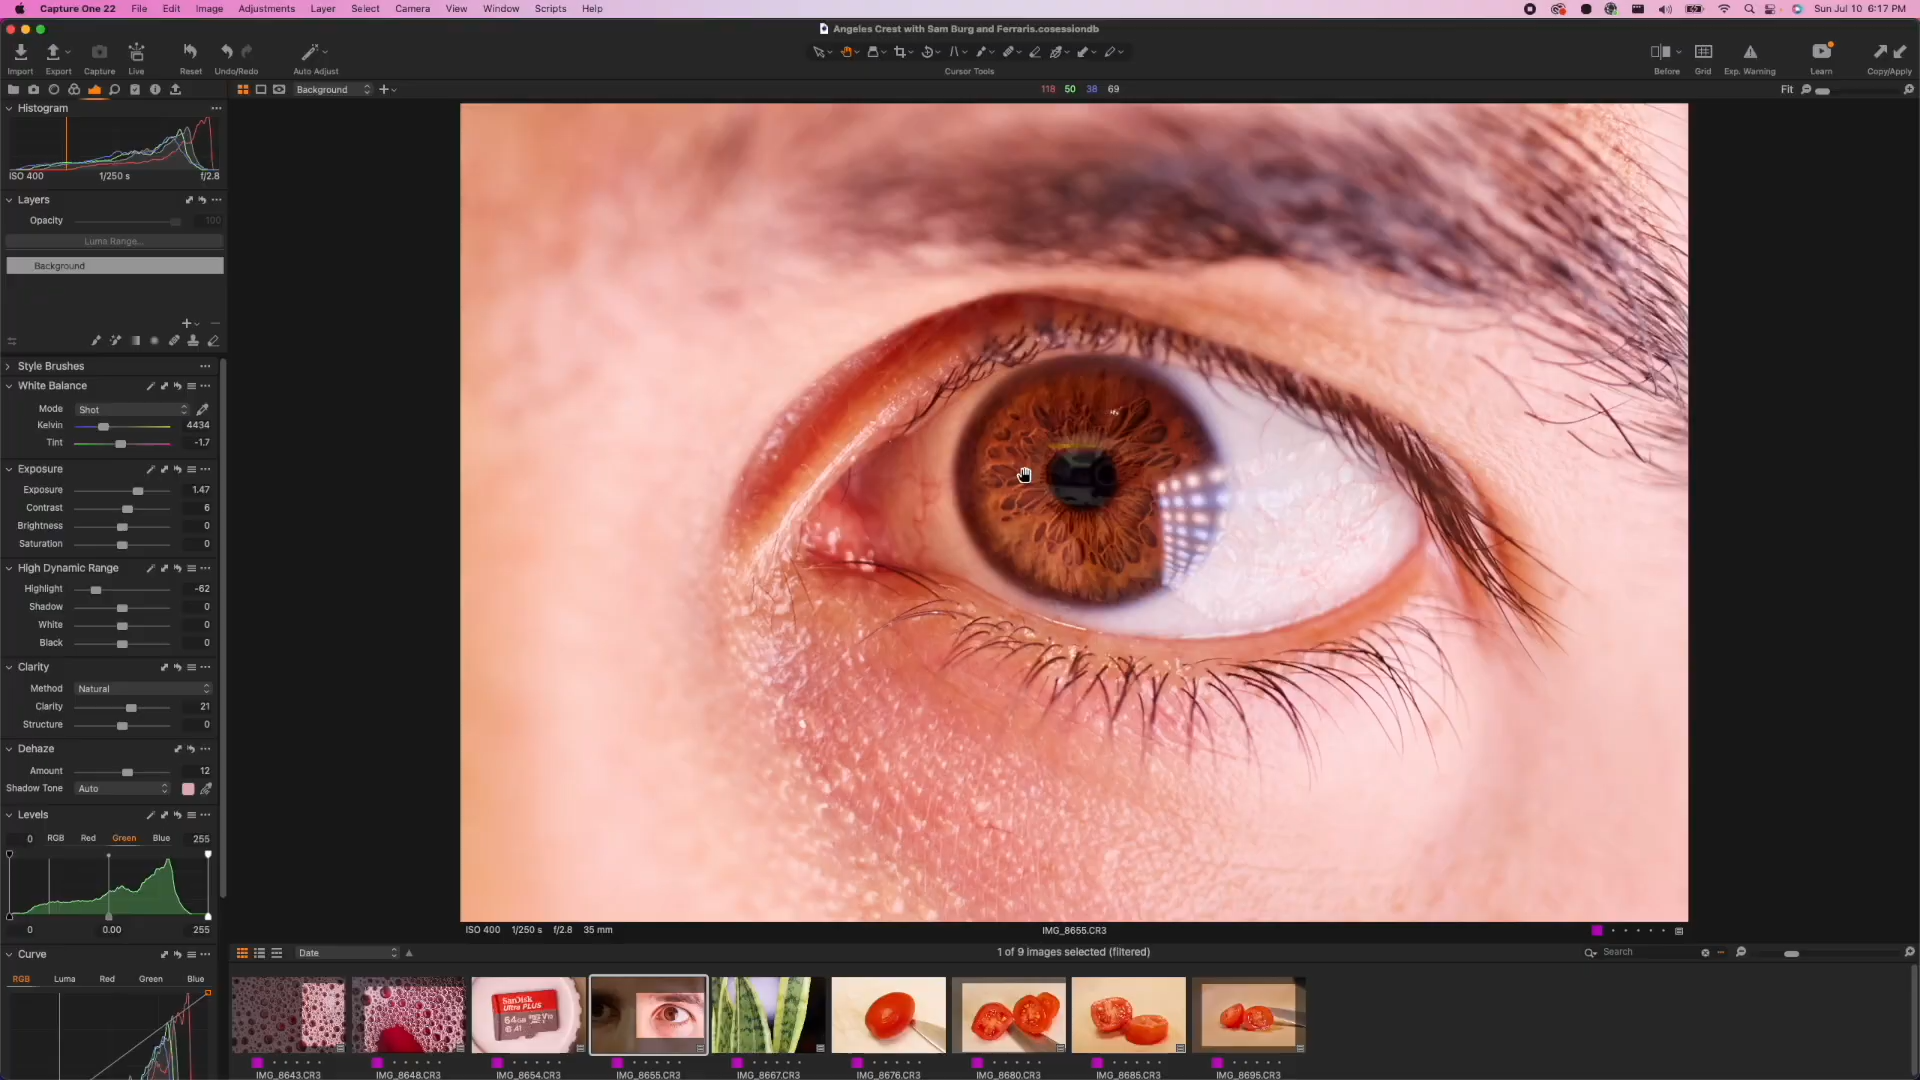 Capture One 22 File Edit Image Adjustments Layer Select Camera View Window Scripts Help
Sun Jul 10 6:17 PM
Angeles Crest with Sam Burg and Ferraris.cosessiondb
Import Export Capture Live Reset Undo/Redo Auto Adjust
Cursor Tools
Before Grid Exp. Warning Learn Copy/Apply
Background
118 50 38 69
Fit
Histogram
ISO 400 1/250 s f/2.8
Layers
Opacity 100
Luma Range...
Background
Style Brushes
White Balance
Mode Shot
Kelvin 4434
Tint -1.7
Exposure
Exposure 1.47
Contrast 6
Brightness 0
Saturation 0
High Dynamic Range
Highlight -62
Shadow 0
White 0
Black 0
Clarity
Method Natural
Clarity 21
Structure 0
Dehaze
Amount 12
Shadow Tone Auto
Levels
0 RGB Red Green Blue 255
0 0.00 255
Curve
RGB Luma Red Green Blue
ISO 400 1/250 s f/2.8 35 mm
IMG_8655.CR3
Date
1 of 9 images selected (filtered)
Search
SanDisk
Ultra PLUS
64GB
A1
IMG_8643.CR3 IMG_8648.CR3 IMG_8654.CR3 IMG_8655.CR3 IMG_8667.CR3 IMG_8676.CR3 IMG_8680.CR3 IMG_8685.CR3 IMG_8695.CR3